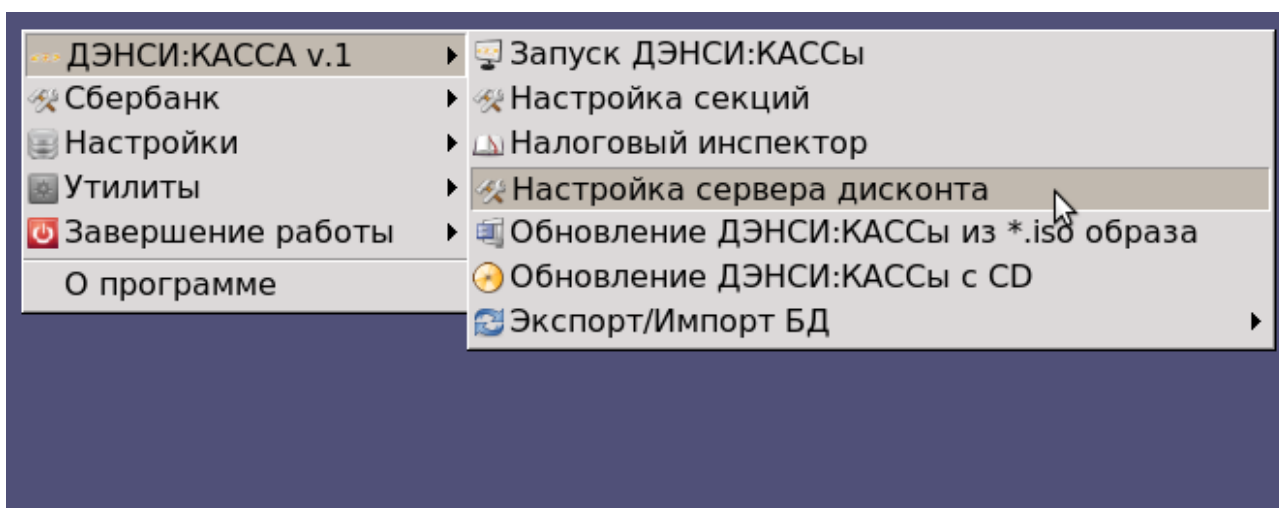 ДЭНСИ:КАССА v.1
Сбербанк
Настройки
Утилиты
Завершение работы
О программе
Запуск ДЭНСИ:КАССы
Настройка секций
Налоговый инспектор
Настройка сервера дисконта
Обновление ДЭНСИ:КАССы из *.iso образа
Обновление ДЭНСИ:КАССы с CD
Экспорт/Импорт БД